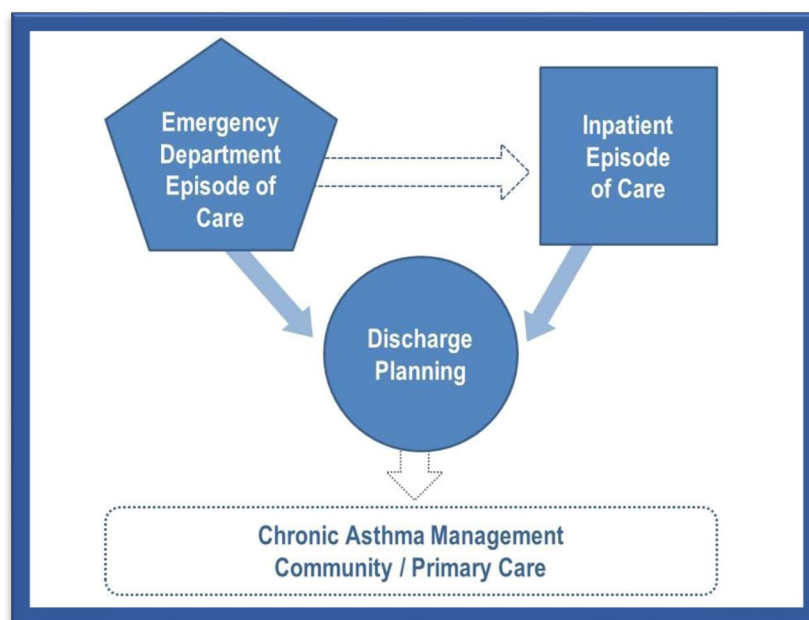 Emergency
Department
Episode of
Care
Inpatient
Episode
of Care
Discharge
Planning
Chronic Asthma Management
Community / Primary Care